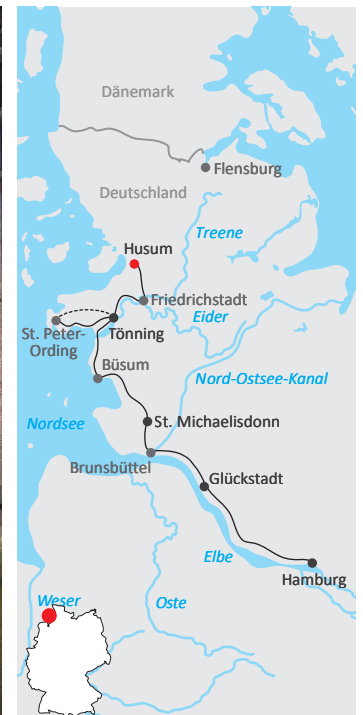 Dänemark
Flensburg
Deutschland
Treene
Husum
Friedrichstadt
Eider
St. Peter-
Ording
Tönning
Büsum
Nord-Ostsee-Kanal
Nordsee
St. Michaelisdonn
Brunsbüttel
Glückstadt
Elbe
Hamburg
Weser
Oste